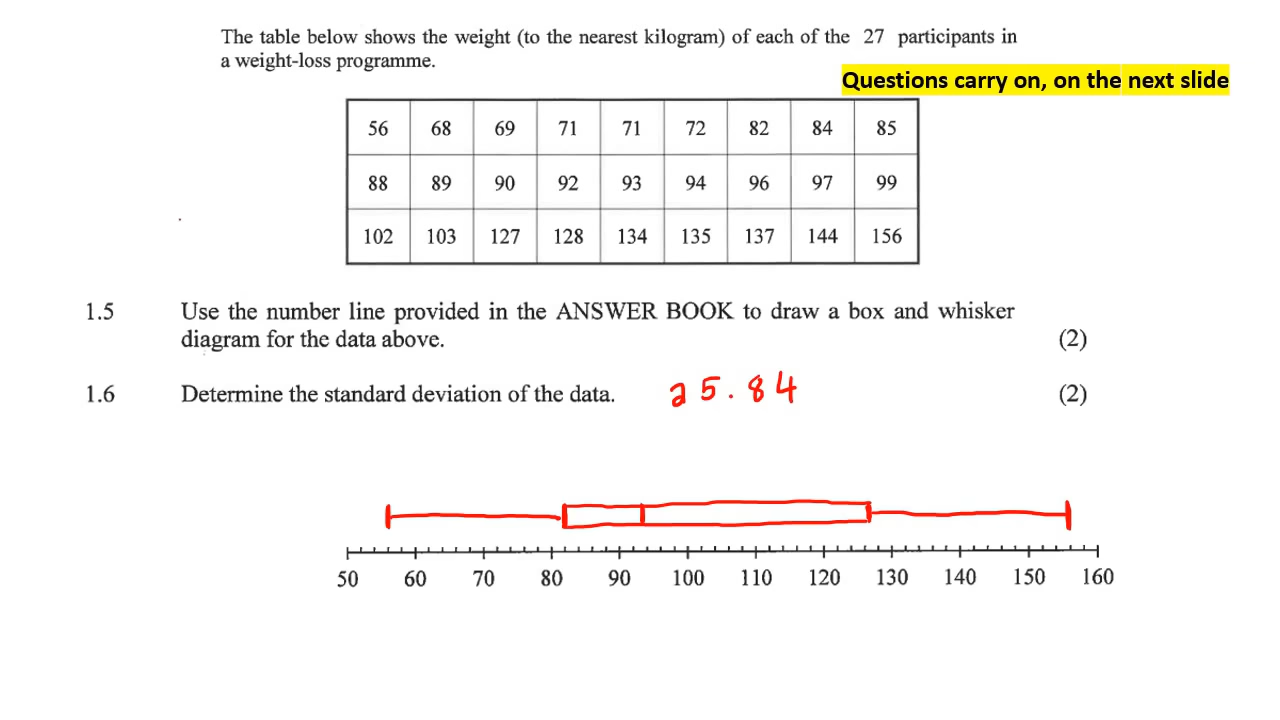 The table below shows the weight (to the nearest kilogram) of each of the 27 participants in
a weight-loss programme.
Questions carry on, on the next slide
56 68 69 71 71 72 82 84 85
88 89 90 92 93 94 96 97 99
102 103 127 128 134 135 137 144 156
1.5 Use the number line provided in the ANSWER BOOK to draw a box and whisker
diagram for the data above. (2)
1.6 Determine the standard deviation of the data. 25.84 (2)
50 60 70 80 90 100 110 120 130 140 150 160